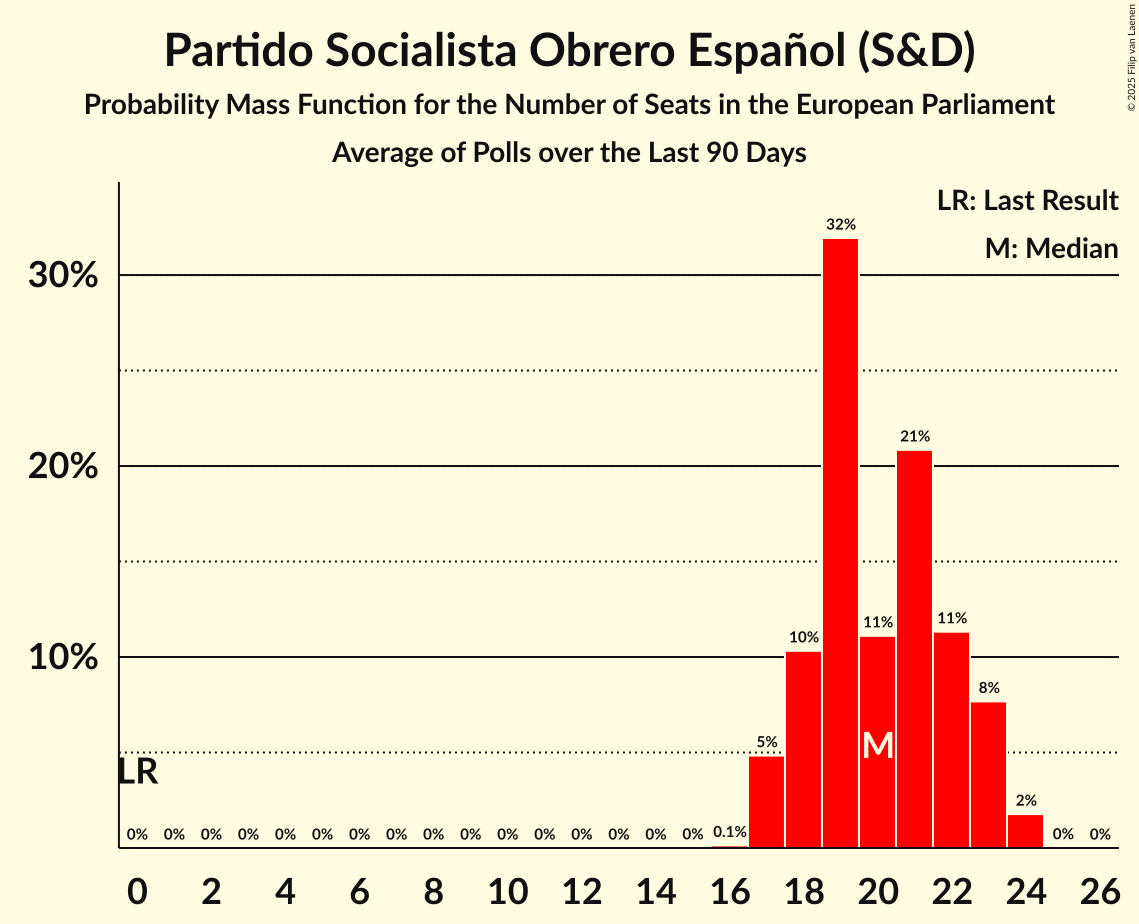 Partido Socialista Obrero Español (S&D)
Probability Mass Function for the Number of Seats in the European Parliament
Average of Polls over the Last 90 Days
© 2025 Filip van Laenen
LR: Last Result
M: Median
32%
30%
21%
20%
11%
11%
10%
10%
8%
5%
M
LR
2%
0% 0% 0% 0% 0% 0% 0% 0% 0% 0% 0% 0% 0% 0% 0% 0% 0.1% 0% 0%
0 2 4 6 8 10 12 14 16 18 20 22 24 26